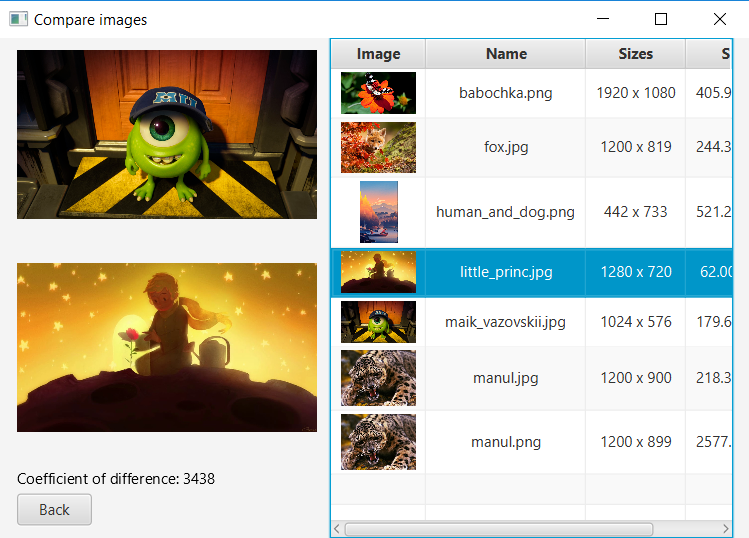 Compare images
Image Name Sizes S
babochka.png 1920 x 1080 405.9
fox.jpg 1200 x 819 244.3
human_and_dog.png 442 x 733 521.2
little_princ.jpg 1280 x 720 62.00
maik_vazovskii.jpg 1024 x 576 179.6
manul.jpg 1200 x 900 218.3
manul.png 1200 x 899 2577.
Coefficient of difference: 3438
Back